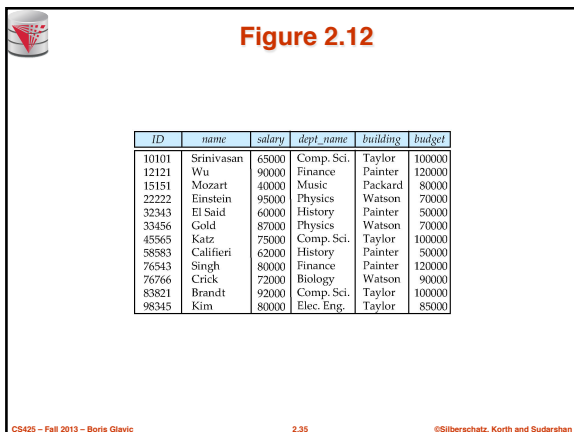 Figure 2.12
ID name salary dept_name building budget
10101 Srinivasan 65000 Comp. Sci. Taylor 100000
12121 Wu 90000 Finance Painter 120000
15151 Mozart 40000 Music Packard 80000
22222 Einstein 95000 Physics Watson 70000
32343 El Said 60000 History Painter 50000
33456 Gold 87000 Physics Watson 70000
45565 Katz 75000 Comp. Sci. Taylor 100000
58583 Califieri 62000 History Painter 50000
76543 Singh 80000 Finance Painter 120000
76766 Crick 72000 Biology Watson 90000
83821 Brandt 92000 Comp. Sci. Taylor 100000
98345 Kim 80000 Elec. Eng. Taylor 85000
CS425 – Fall 2013 – Boris Glavic 2.35 ©Silberschatz, Korth and Sudarshan